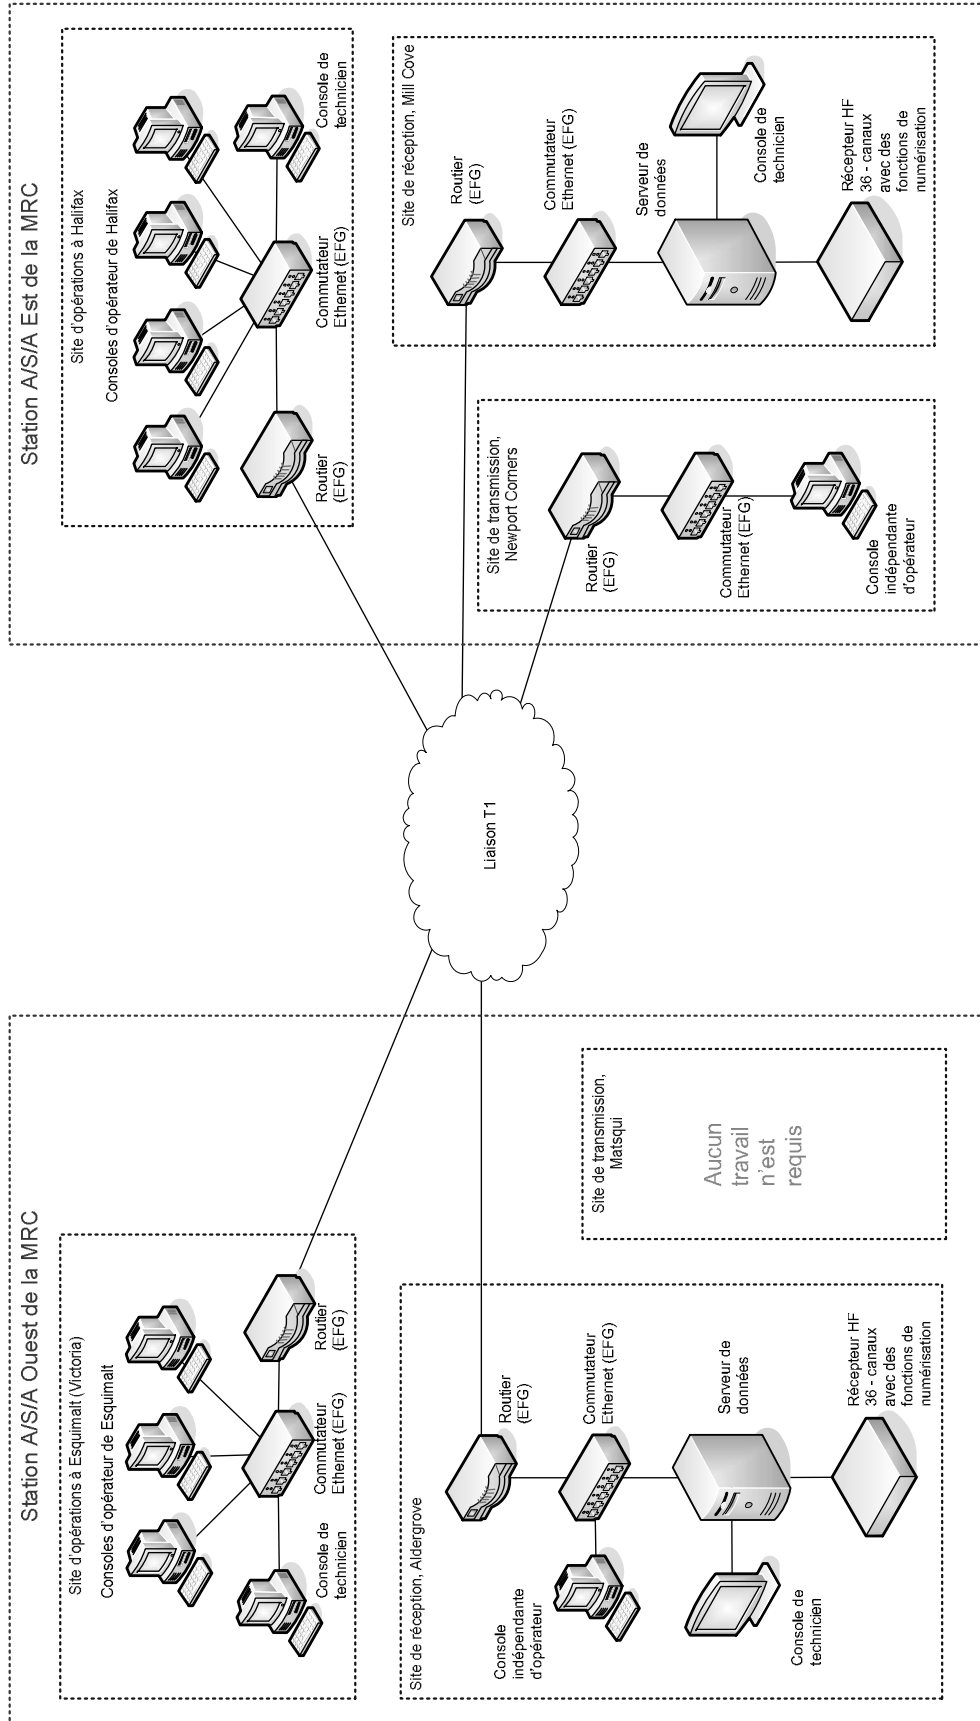 Station A/S/A Ouest de la MRC
Site d'opérations à Esquimalt (Victoria)
Consoles d'opérateur de Esquimalt
Console de
technicien
Commutateur
Ethernet (EFG)
Routier
(EFG)
Site de réception, Aldergrove
Routier
(EFG)
Console
indépendante
d'opérateur
Commutateur
Ethernet (EFG)
Serveur de
données
Console de
technicien
Récepteur HF
36 - canaux
avec des
fonctions de
numérisation
Site de transmission,
Matsqui
Aucun
travail
n'est
requis
Liaison T1
Station A/S/A Est de la MRC
Site d'opérations à Halifax
Consoles d'opérateur de Halifax
Routier
(EFG)
Commutateur
Ethernet (EFG)
Console de
technicien
Site de transmission,
Newport Corners
Routier
(EFG)
Commutateur
Ethernet (EFG)
Console
indépendante
d'opérateur
Site de réception, Mill Cove
Routier
(EFG)
Commutateur
Ethernet (EFG)
Serveur de
données
Console de
technicien
Récepteur HF
36 - canaux
avec des
fonctions de
numérisation